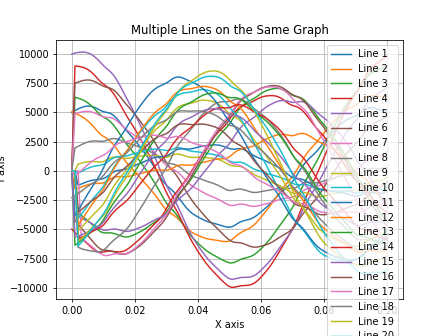 Multiple Lines on the Same Graph
10000
7500
5000
2500
0
−2500
−5000
−7500
−10000
0.00
0.02
0.04
0.06
X axis
Line 1
Line 2
Line 3
Line 4
Line 5
Line 6
Line 7
Line 8
Line 9
Line 10
Line 11
Line 12
Line 13
Line 14
Line 15
Line 16
Line 17
Line 18
Line 19
Line 20